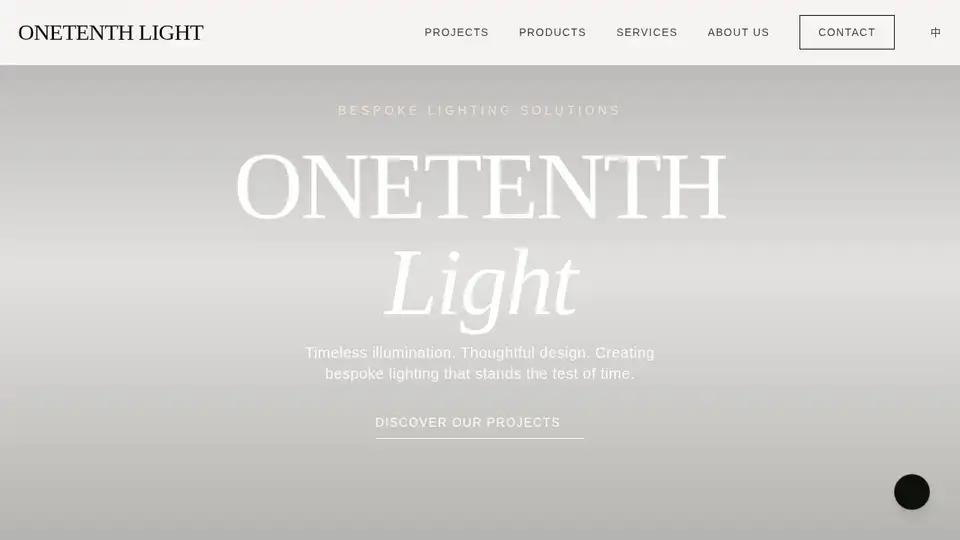 ONETENTH LIGHT
PROJECTS
PRODUCTS
SERVICES
ABOUT US
CONTACT
中
BESPOKE LIGHTING SOLUTIONS
ONETENTH
Light
Timeless illumination. Thoughtful design. Creating
bespoke lighting that stands the test of time.
DISCOVER OUR PROJECTS